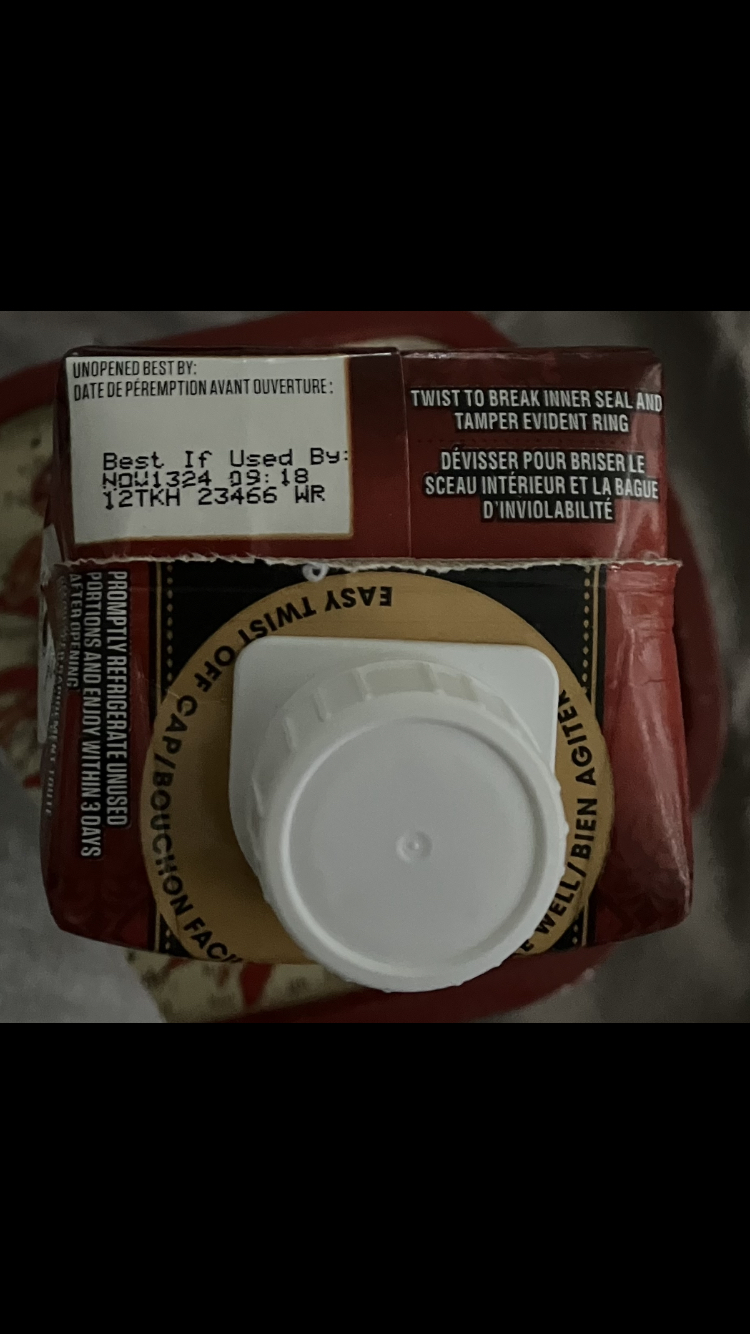 UNOPENED BEST BY:
DATE DE PÉREMPTION AVANT OUVERTURE:
Best If Used By:
NOV1324 09:18
12TKH 23466 WR
TWIST TO BREAK INNER SEAL AND
TAMPER EVIDENT RING
DÉVISSER POUR BRISER LE
SCEAU INTÉRIEUR ET LA BAGUE
D'INVIOLABILITÉ
PROMPTLY REFRIGERATE UNUSED
PORTIONS AND ENJOY WITHIN 3 DAYS
AFTER OPENING
EASY TWIST OFF CAP/BOUCHON
WELL/BIEN AGITER